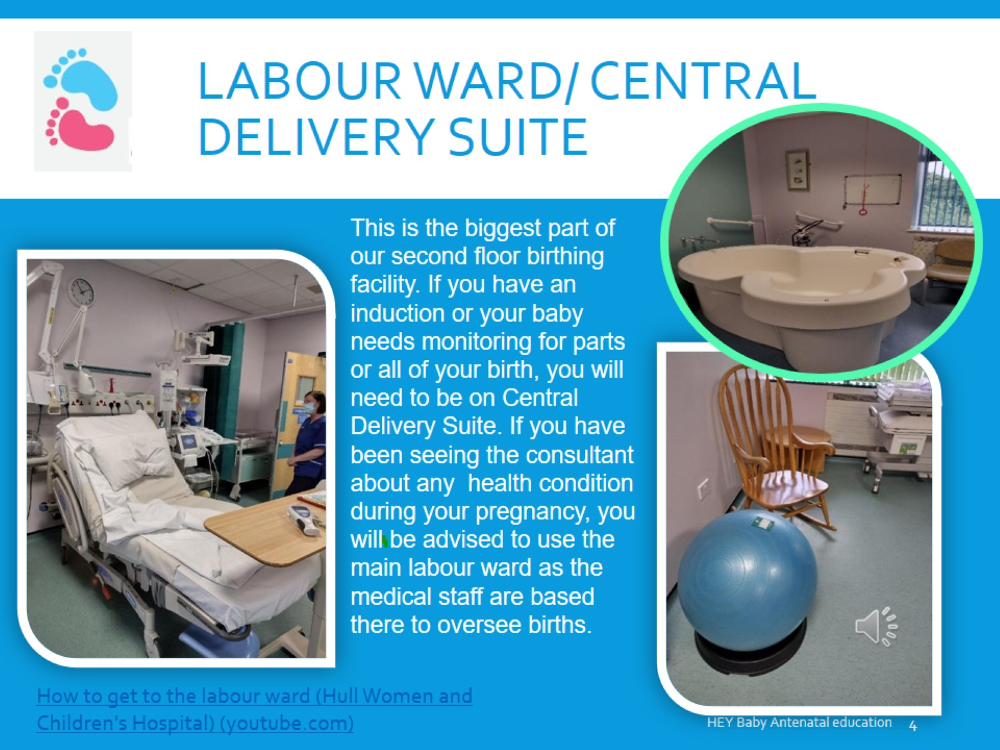 LABOUR WARD/ CENTRAL
DELIVERY SUITE
This is the biggest part of
our second floor birthing
facility. If you have an
induction or your baby
needs monitoring for parts
or all of your birth, you will
need to be on Central
Delivery Suite. If you have
been seeing the consultant
about any  health condition
during your pregnancy, you
will be advised to use the
main labour ward as the
medical staff are based
there to oversee births.
How to get to the labour ward (Hull Women and
Children's Hospital) (youtube.com)
HEY Baby Antenatal education 4